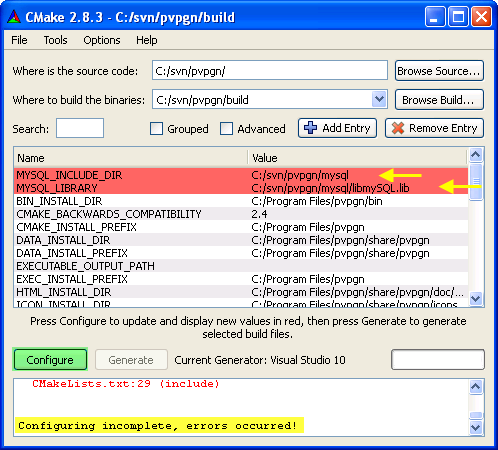 CMake 2.8.3 - C:/svn/pvpgn/build
File Tools Options Help
Where is the source code: C:/svn/pvpgn/ Browse Source...
Where to build the binaries: C:/svn/pvpgn/build Browse Build...
Search: Grouped Advanced Add Entry Remove Entry
Name Value
MYSQL_INCLUDE_DIR C:/svn/pvpgn/mysql
MYSQL_LIBRARY C:/svn/pvpgn/mysql/libmySQL.lib
BIN_INSTALL_DIR C:/Program Files/pvpgn/bin
CMAKE_BACKWARDS_COMPATIBILITY 2.4
CMAKE_INSTALL_PREFIX C:/Program Files/pvpgn
DATA_INSTALL_DIR C:/Program Files/pvpgn/share/pvpgn
DATA_INSTALL_PREFIX C:/Program Files/pvpgn/share/pvpgn
EXECUTABLE_OUTPUT_PATH
EXEC_INSTALL_PREFIX C:/Program Files/pvpgn
HTML_INSTALL_DIR C:/Program Files/pvpgn/share/pvpgn/doc/...
ICON_INSTALL_DIR C:/Program Files/pvpgn/share/pvpgn/icons
Press Configure to update and display new values in red, then press Generate to generate
selected build files.
Configure Generate Current Generator: Visual Studio 10
CMakeLists.txt:29 (include)
Configuring incomplete, errors occurred!